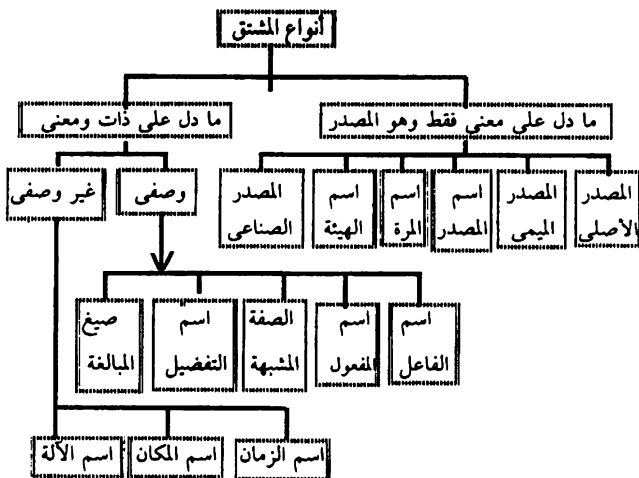 أنواع المشتق
ما دل على معنى فقط وهو المصدر
ما دل على ذات ومعنى
المصدر
الأصلى
المصدر
الميمى
اسم
المصدر
اسم
المرة
اسم
الهيئة
المصدر
الصناعى
وصفى
غير وصفى
اسم
الفاعل
اسم
المفعول
الصفة
المشبهة
اسم
التفضيل
صيغ
المبالغة
اسم الزمان
اسم المكان
اسم الآلة